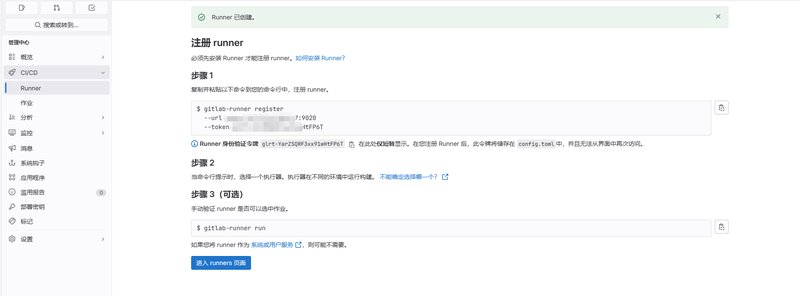 Runner 已创建。
搜索或转到...
管理中心
概览
CI/CD
Runner
作业
分析
监控
消息
系统钩子
应用程序
滥用报告
0
部署密钥
标记
设置
注册 runner
必须先安装 Runner 才能注册 runner。如何安装 Runner?
步骤 1
复制并粘贴以下命令到您的命令行中，注册 runner。
$ gitlab-runner register
--url
:9020
--token
HtFP6T
Runner 身份验证令牌 glrt-YarZSQRF3xx91wHtFP6T 在此处仅短暂显示。在您注册 Runner 后，此令牌将储存在 config.toml 中，并且无法从界面中再次访问。
步骤 2
当命令行提示时，选择一个执行器。执行器在不同的环境中运行构建。 不能确定选择哪一个？
步骤 3（可选）
手动验证 runner 是否可以选中作业。
$ gitlab-runner run
如果您将 runner 作为 系统或用户服务，则可能不需要。
进入 runners 页面